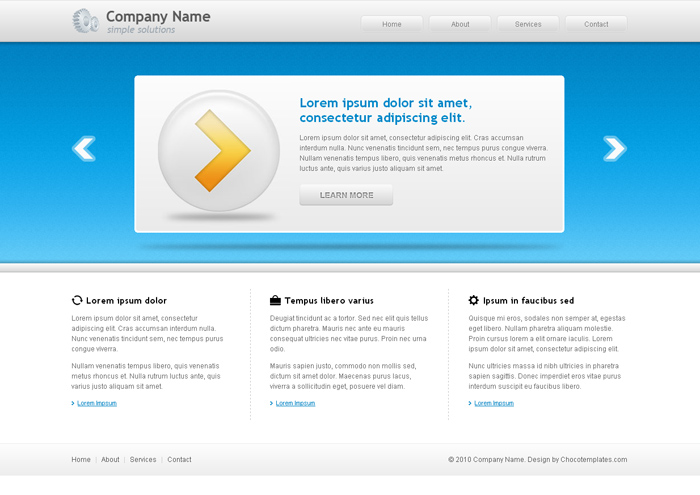 Company Name
simple solutions
Home About Services Contact
Lorem ipsum dolor sit amet,
consectetur adipiscing elit.
Lorem ipsum dolor sit amet, consectetur adipiscing elit. Cras accumsan
interdum nulla. Nunc venenatis tincidunt sem, nec tempus purus congue viverra.
Nullam venenatis tempus libero, quis venenatis metus rhoncus et. Nulla rutrum
luctus ante, quis varius justo aliquam sit amet.
LEARN MORE
Lorem ipsum dolor
Lorem ipsum dolor sit amet, consectetur
adipiscing elit. Cras accumsan interdum nulla.
Nunc venenatis tincidunt sem, nec tempus purus
congue viverra.
Nullam venenatis tempus libero, quis venenatis
metus rhoncus et. Nulla rutrum luctus ante, quis
varius justo aliquam sit amet.
Lorem Impsum
Tempus libero varius
Deugiat tincidunt ac a tortor. Sed nec elit quis tellus
dictum pharetra. Mauris nec ante eu mauris
consequat ultricies nec vitae purus. Proin nec urna
odio.
Mauris sapien justo, commodo non mollis sed,
dictum sit amet dolor. Maecenas purus lacus,
viverra a sollicitudin eget, posuere vel diam.
Lorem Impsum
Ipsum in faucibus sed
Quisque mi eros, sodales non semper at, egestas
eget libero. Nullam pharetra aliquam molestie.
Proin cursus lorem a elit ornare iaculis. Lorem
ipsum dolor sit amet, consectetur adipiscing elit.
Nunc ultricies massa id nibh ultricies in pharetra
sapien sagittis. Donec imperdiet eros vitae purus
interdum suscipit eu faucibus libero.
Lorem Impsum
Home | About | Services | Contact
© 2010 Company Name. Design by Chocotemplates.com